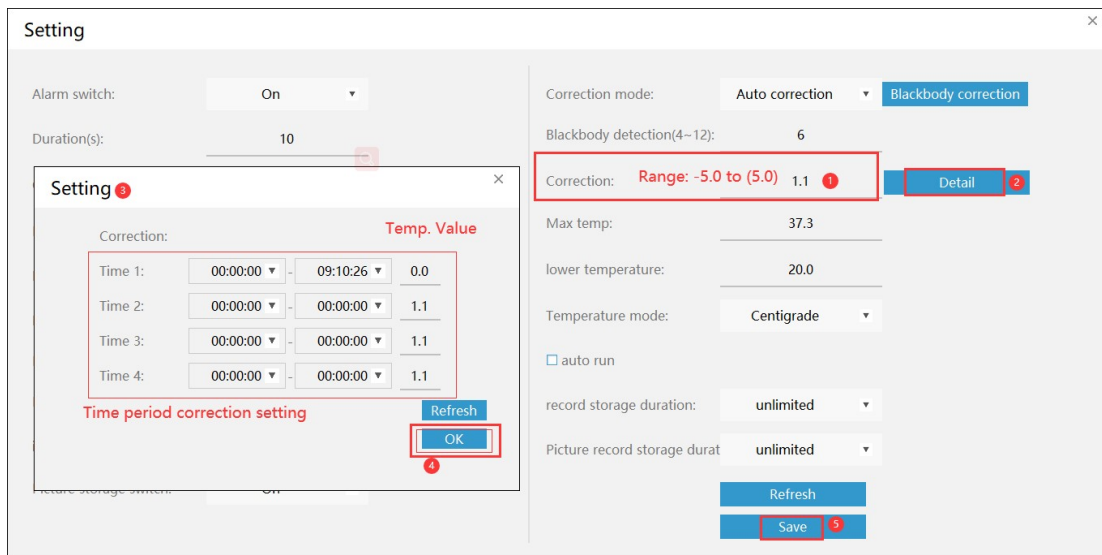 Setting
×
Alarm switch: On
Duration(s): 10
Setting 3
×
Correction: Temp. Value
Time 1: 00:00:00 - 09:10:26 0.0
Time 2: 00:00:00 - 00:00:00 1.1
Time 3: 00:00:00 - 00:00:00 1.1
Time 4: 00:00:00 - 00:00:00 1.1
Time period correction setting
Refresh
OK
4
Correction mode: Auto correction Blackbody correction
Blackbody detection(4~12): 6
Correction: Range: -5.0 to (5.0) 1.1 1 Detail 2
Max temp: 37.3
lower temperature: 20.0
Temperature mode: Centigrade
auto run
record storage duration: unlimited
Picture record storage durat unlimited
Refresh
Save 5